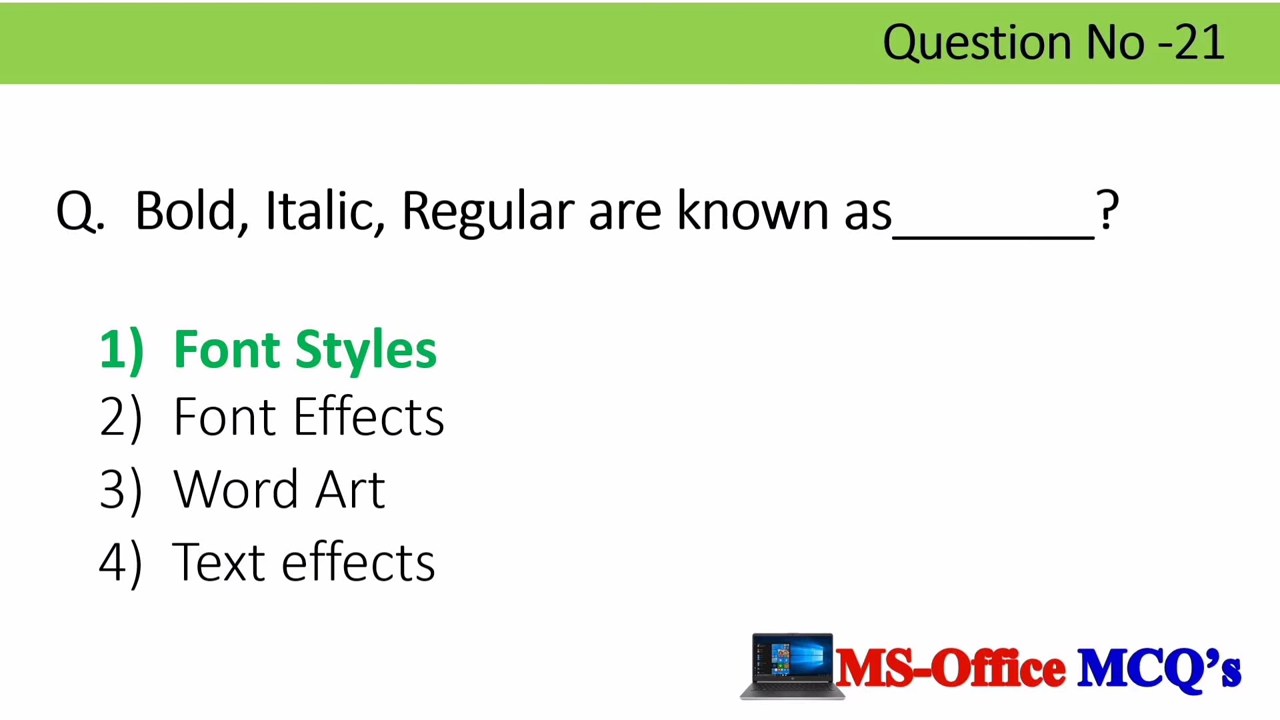 Question No -21
Q. Bold, Italic, Regular are known as________?
1) Font Styles
2) Font Effects
3) Word Art
4) Text effects
MS-Office MCQ's